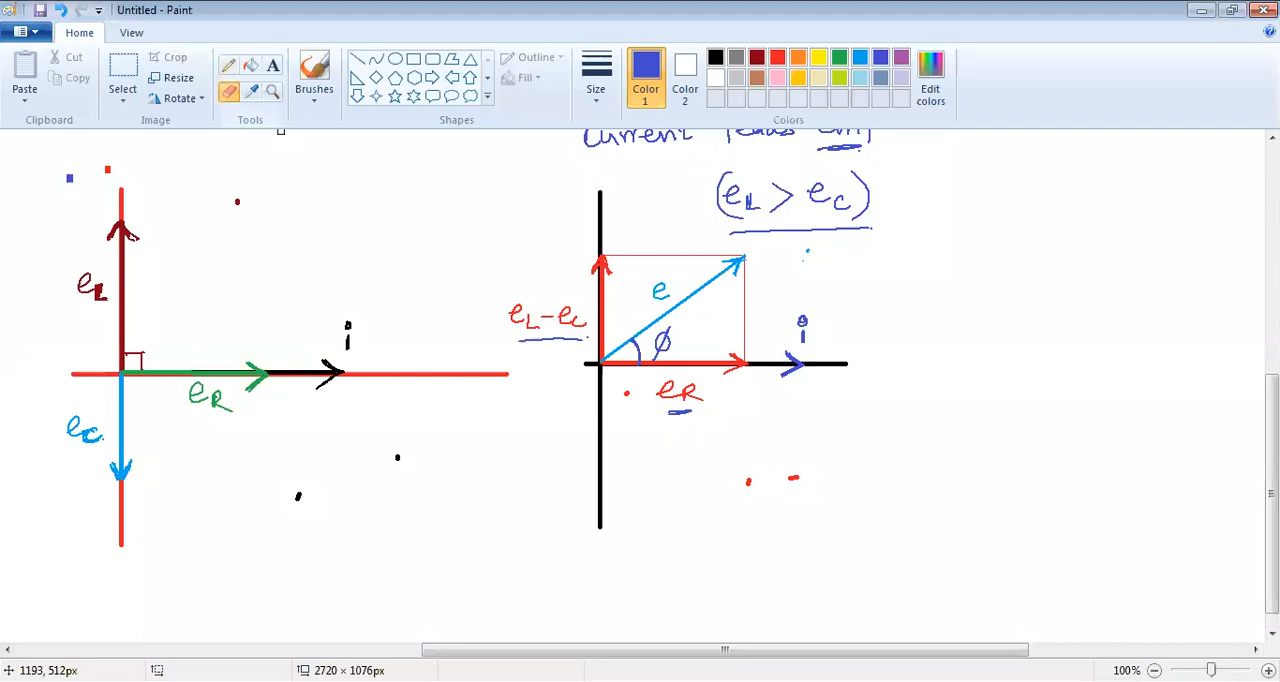 Untitled - Paint
Home
View
Paste
Cut
Copy
Clipboard
Select
Crop
Resize
Rotate
Image
A
Tools
Brushes
Shapes
Outline
Fill
Size
Color 1
Color 2
Edit colors
Colors
Current leads emf
(eL > eC)
eL
i
eR
eC
e
eL-eC
ϕ
i
eR
1193, 512px
2720 × 1076px
100%